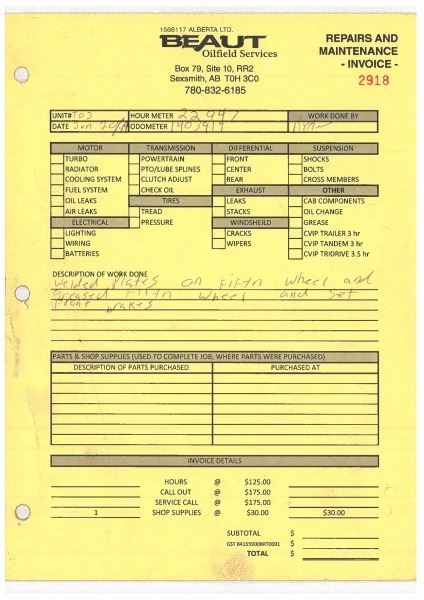 1566117 ALBERTA LTD.
BEAUT
Oilfield Services
Box 79, Site 10, RR2
Sexsmith, AB T0H 3C0
780-832-6185
REPAIRS AND
MAINTENANCE
- INVOICE -
2918
UNIT# T03 HOUR METER 22947 WORK DONE BY
DATE Jun ODOMETER
MOTOR TRANSMISSION DIFFERENTIAL SUSPENSION
TURBO POWERTRAIN FRONT SHOCKS
RADIATOR PTO/LUBE SPLINES CENTER BOLTS
COOLING SYSTEM CLUTCH ADJUST REAR CROSS MEMBERS
FUEL SYSTEM CHECK OIL EXHAUST OTHER
OIL LEAKS TIRES LEAKS CAB COMPONENTS
AIR LEAKS TREAD STACKS OIL CHANGE
ELECTRICAL PRESSURE WINDSHEILD GREASE
LIGHTING CRACKS CVIP TRAILER 3 hr
WIRING WIPERS CVIP TANDEM 3 hr
BATTERIES CVIP TRIDRIVE 3.5 hr
DESCRIPTION OF WORK DONE
welded plates on fifth wheel and
greased fifth wheel and set
front brakes
PARTS & SHOP SUPPLIES (USED TO COMPLETE JOB, WHERE PARTS WERE PURCHASED)
DESCRIPTION OF PARTS PURCHASED PURCHASED AT
INVOICE DETAILS
HOURS @ $125.00
CALL OUT @ $175.00
SERVICE CALL @ $175.00
1 SHOP SUPPLIES @ $30.00 $30.00
SUBTOTAL $
GST 841559008RT0001 $
TOTAL $